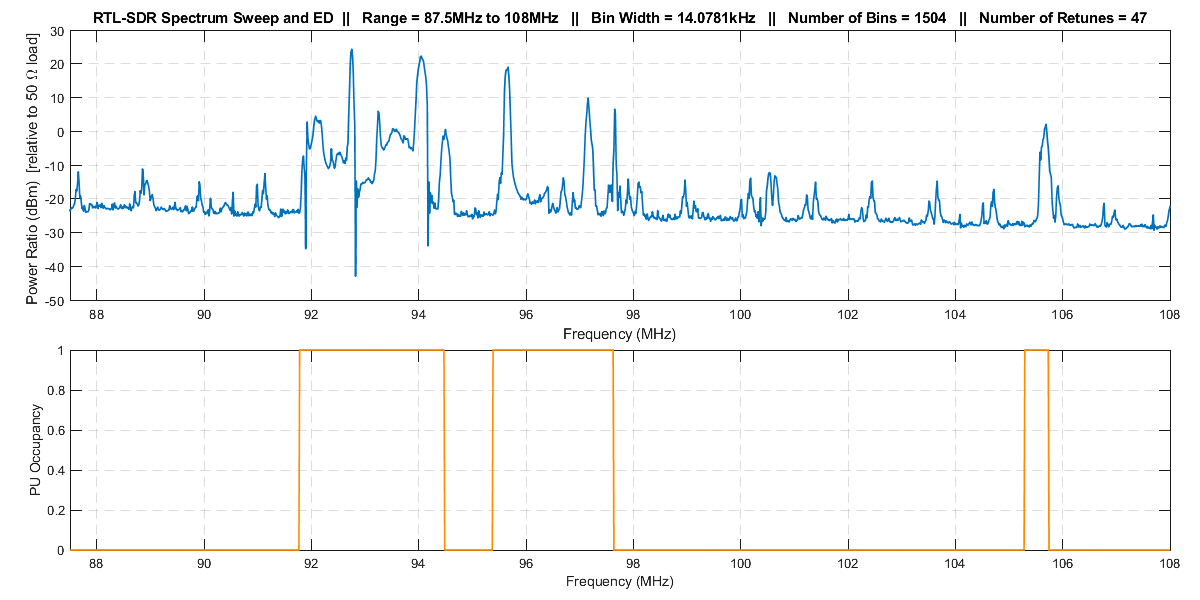 RTL-SDR Spectrum Sweep and ED || Range = 87.5MHz to 108MHz || Bin Width = 14.0781kHz || Number of Bins = 1504 || Number of Retunes = 47
Power Ratio (dBm) [relative to 50 Ω load]
30
20
10
0
-10
-20
-30
-40
-50
88 90 92 94 96 98 100 102 104 106 108
Frequency (MHz)
PU Occupancy
1
0.8
0.6
0.4
0.2
0
88 90 92 94 96 98 100 102 104 106 108
Frequency (MHz)